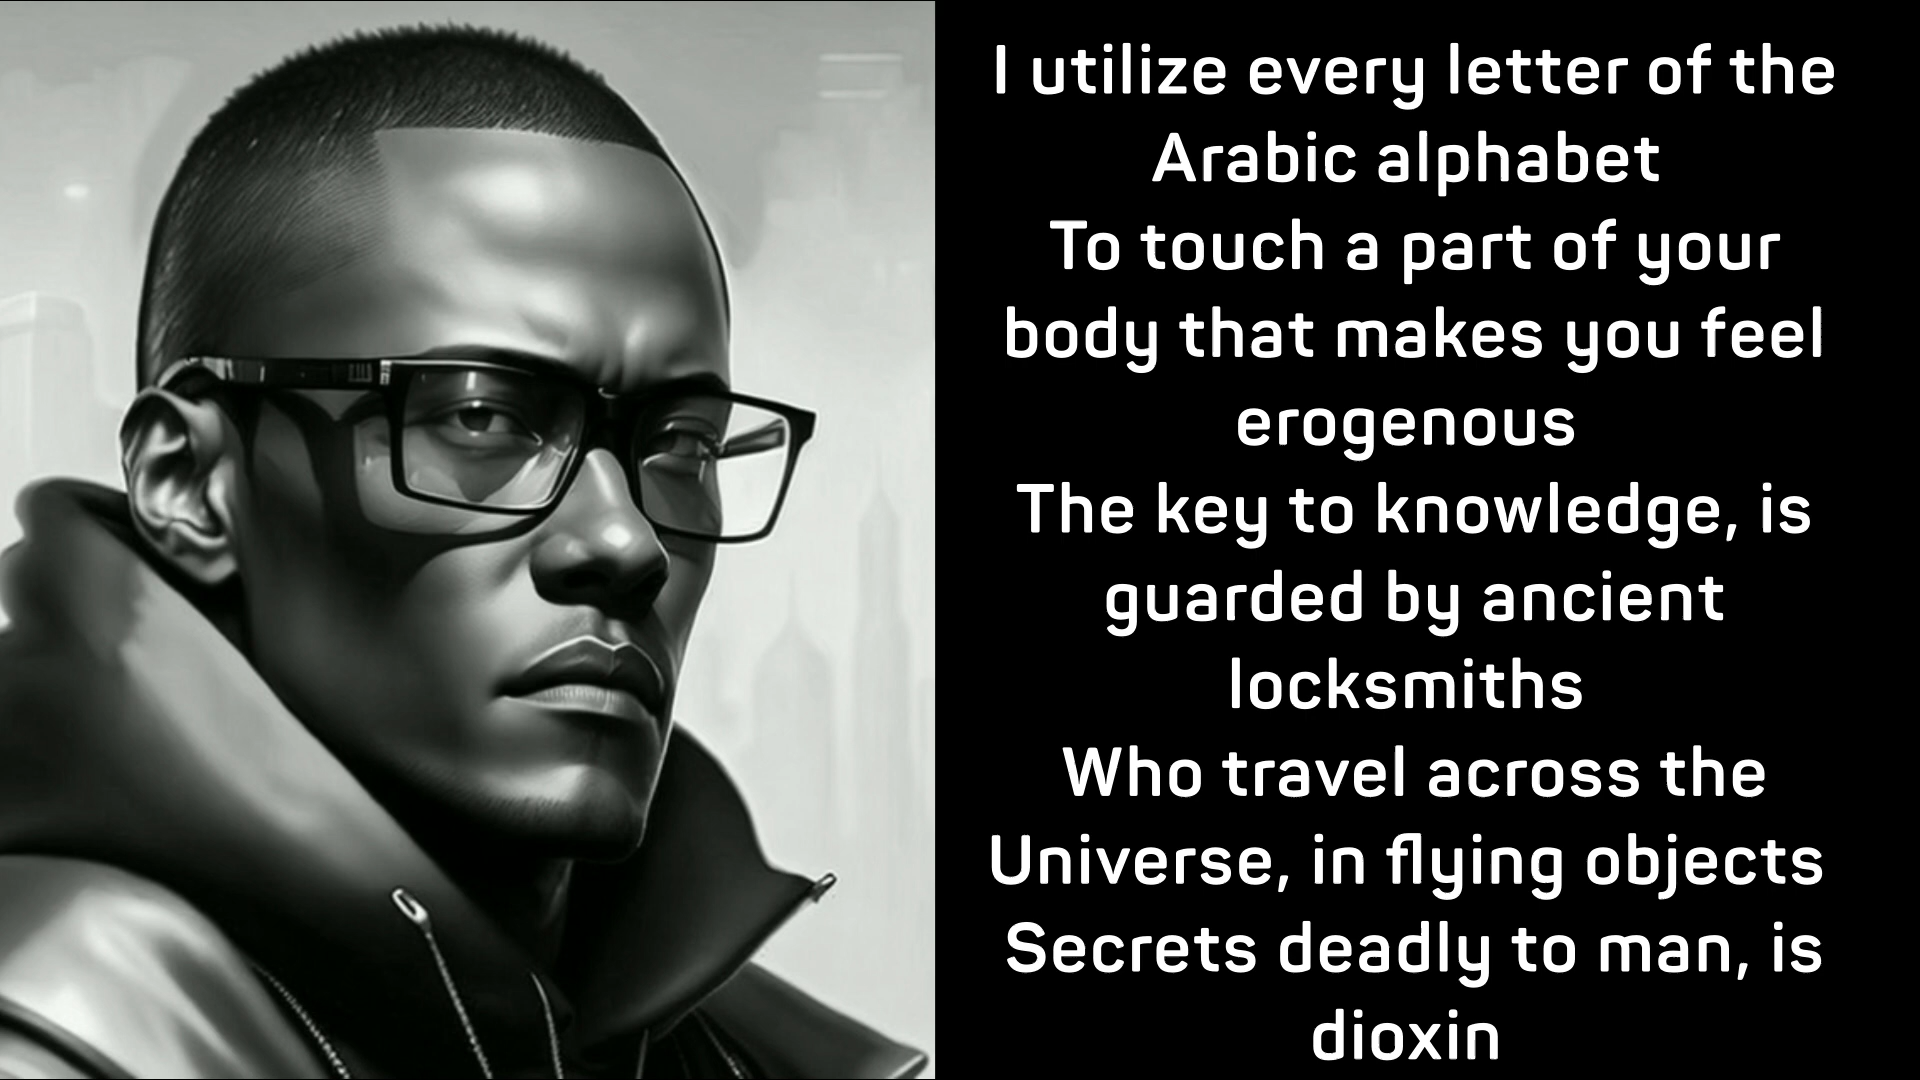 I utilize every letter of the
Arabic alphabet
To touch a part of your
body that makes you feel
erogenous
The key to knowledge, is
guarded by ancient
locksmiths
Who travel across the
Universe, in flying objects
Secrets deadly to man, is
dioxin